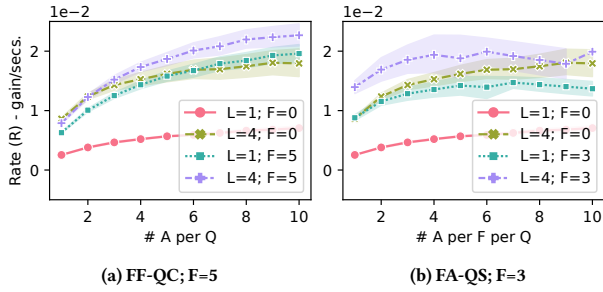 1e−2
1e−2
Rate (R) - gain/secs.
2
1
0
L=1; F=0
L=4; F=0
L=1; F=5
L=4; F=5
2 4 6 8 10
# A per Q
2
1
0
L=1; F=0
L=4; F=0
L=1; F=3
L=4; F=3
2 4 6 8 10
# A per F per Q
(a) FF-QC; F=5
(b) FA-QS; F=3